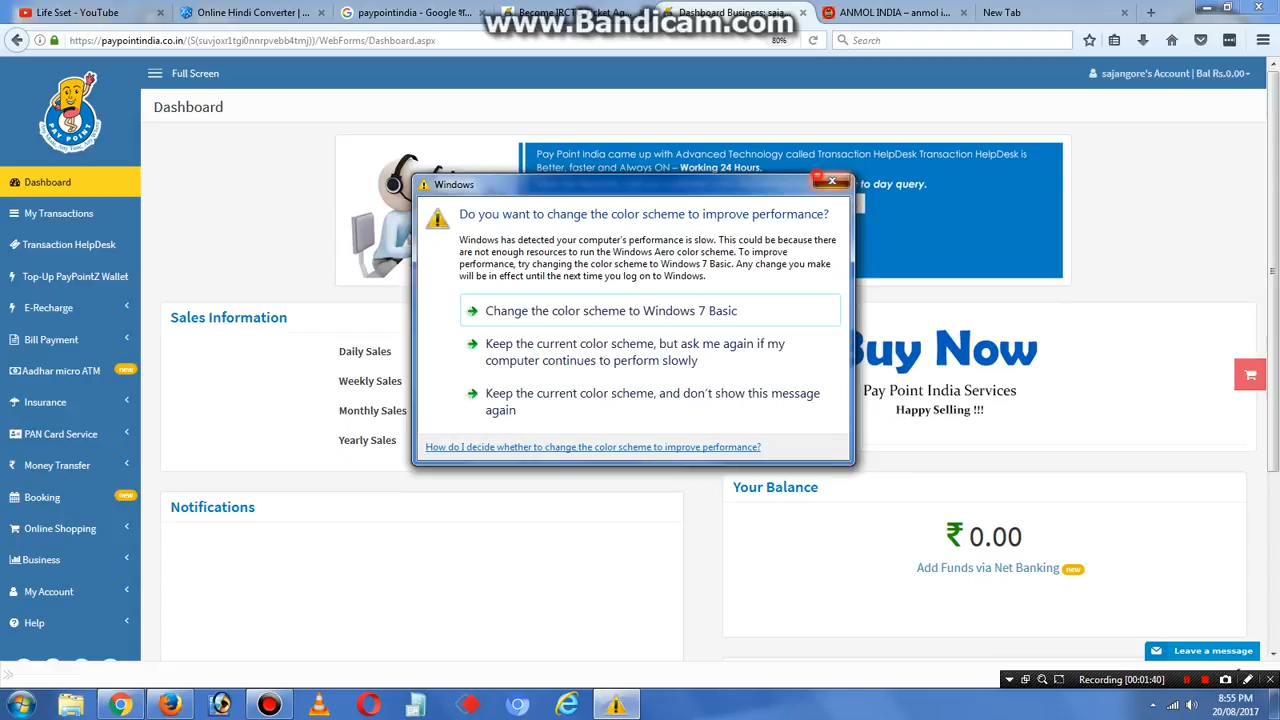 Life Sset - YouTube
Online Hindi Converter |
paypointindia - Google
Become IRCT
Dashboard Business: saja
ANMOL INDIA – anmol i
New Tab
www.Bandicam.com
https://paypointindia.co.in/(S(suvjoxr1tgi0nnrpvebb4tmj))/WebForms/Dashboard.aspx
80%
Search
Full Screen
sajangore's Account | Bal Rs.0.00
PAY POINT
Dashboard
Dashboard
My Transactions
Transaction HelpDesk
Top-Up PayPointZ Wallet
E-Recharge
Bill Payment
Aadhar micro ATM new
Insurance
PAN Card Service
Money Transfer
Booking new
Online Shopping
Business
My Account
Help
Pay Point India came up with Advanced Technology called Transaction HelpDesk Transaction HelpDesk is
Better, faster and Always ON – Working 24 Hours.
to day query.
Windows
Do you want to change the color scheme to improve performance?
Windows has detected your computer's performance is slow. This could be because there
are not enough resources to run the Windows Aero color scheme. To improve
performance, try changing the color scheme to Windows 7 Basic. Any change you make
will be in effect until the next time you log on to Windows.
Change the color scheme to Windows 7 Basic
Keep the current color scheme, but ask me again if my
computer continues to perform slowly
Keep the current color scheme, and don't show this message
again
How do I decide whether to change the color scheme to improve performance?
Sales Information
Daily Sales
Weekly Sales
Monthly Sales
Yearly Sales
Buy Now
Pay Point India Services
Happy Selling !!!
Notifications
Your Balance
₹ 0.00
Add Funds via Net Banking new
Leave a message
Recording [00:01:40]
8:55 PM
20/08/2017